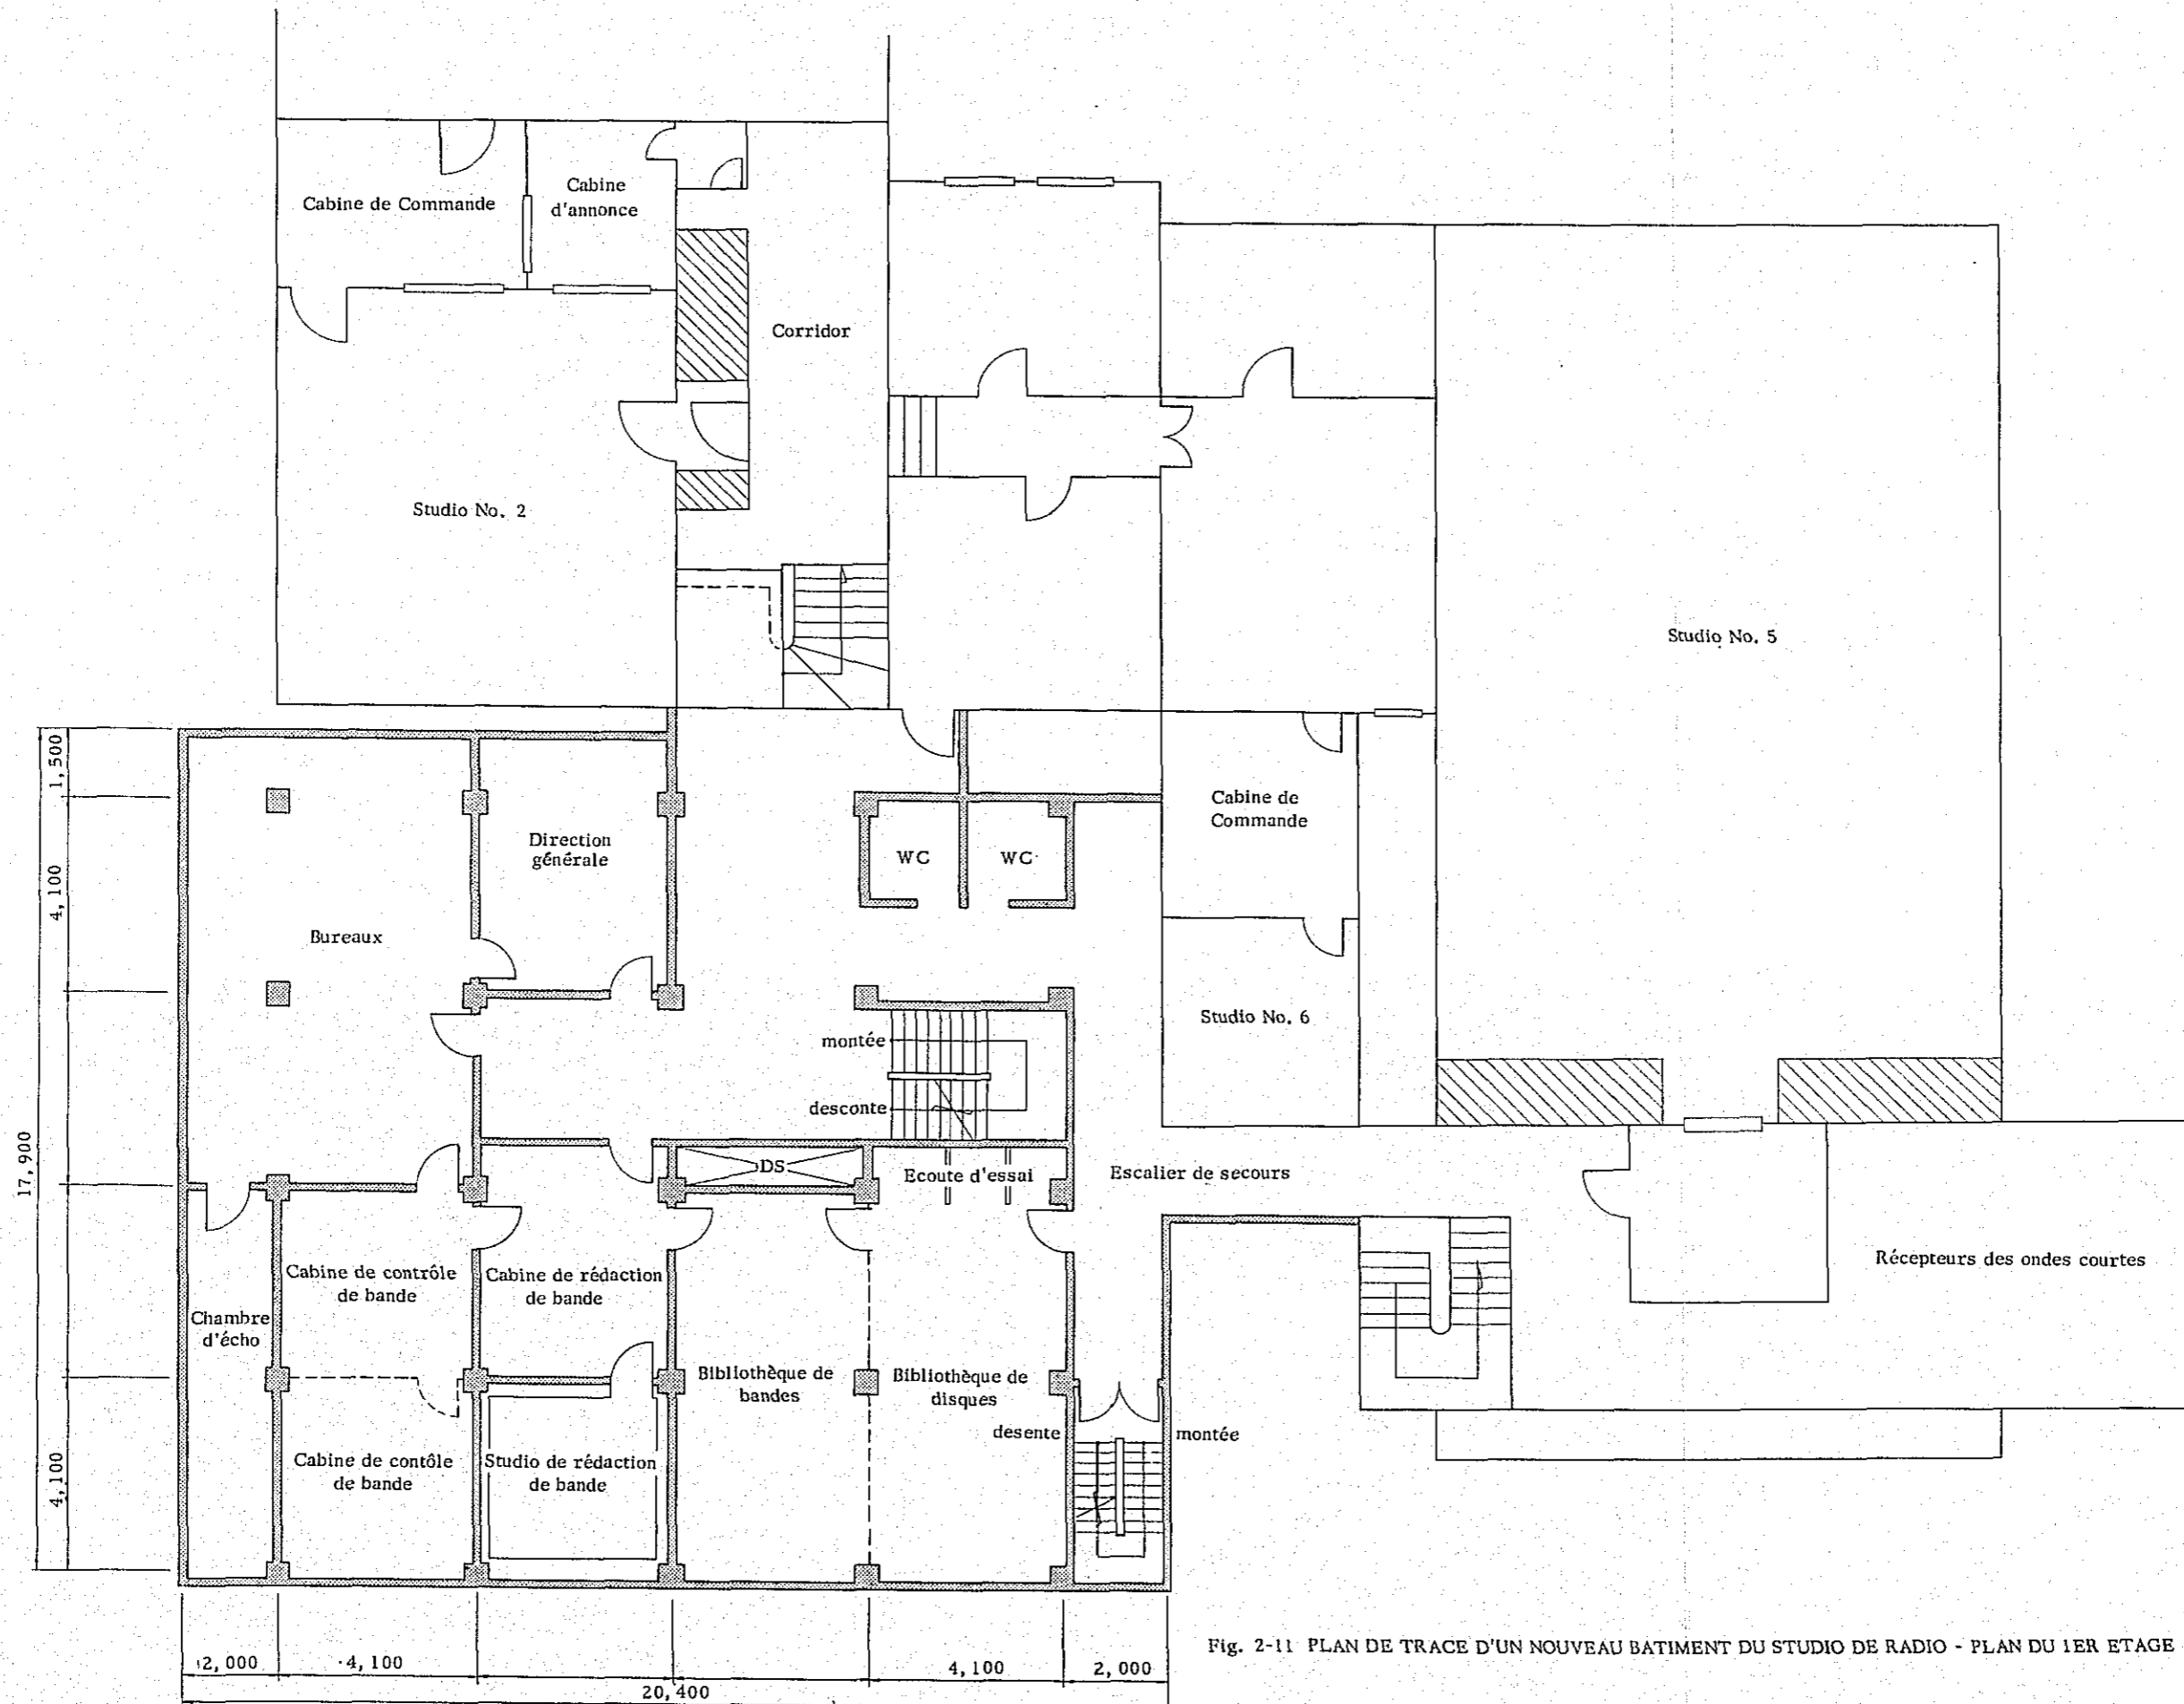 Cabine de Commande
Cabine
d'annonce
Corridor
Studio No. 2
Studio No. 5
1,500
4,100
17,900
4,100
Direction
générale
Bureaux
WC
WC
Cabine de
Commande
Studio No. 6
montée
desconte
DS
Ecoute d'essai
Escalier de secours
Récepteurs des ondes courtes
Cabine de contrôle
de bande
Cabine de rédaction
de bande
Chambre
d'écho
Bibliothèque de
bandes
Bibliothèque de
disques
desente
montée
Cabine de contôle
de bande
Studio de rédaction
de bande
2,000
4,100
4,100
2,000
20,400
Fig. 2-11 PLAN DE TRACE D'UN NOUVEAU BATIMENT DU STUDIO DE RADIO - PLAN DU 1ER ETAGE